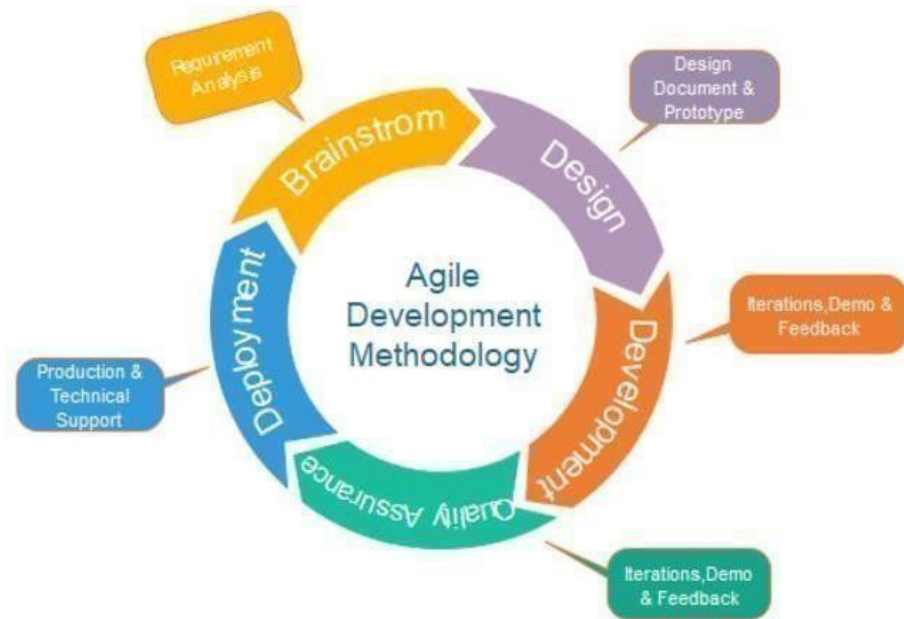 Requirement
Analysis
Brainstrom
Design
Document &
Prototype
Design
Agile
Development
Methodology
Iterations,Demo &
Feedback
Development
Deployment
Production &
Technical
Support
Quality Assurance
Iterations,Demo
& Feedback